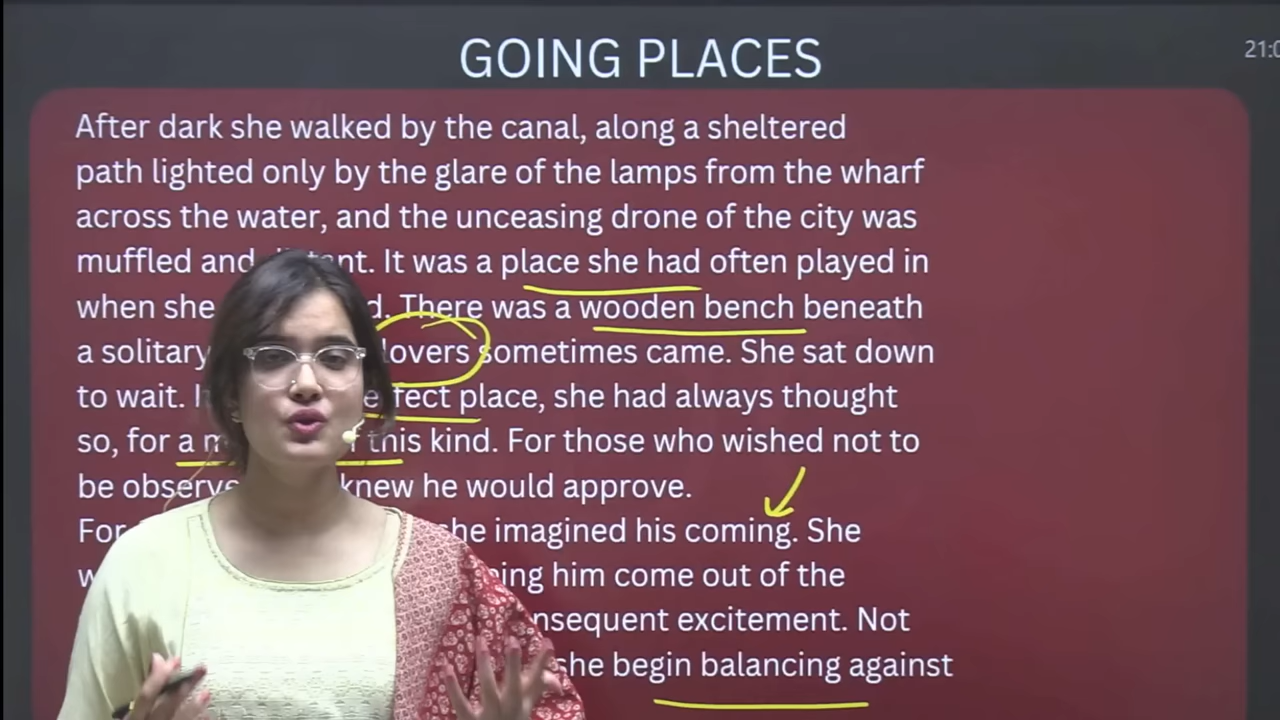 GOING PLACES
21:0
After dark she walked by the canal, along a sheltered
path lighted only by the glare of the lamps from the wharf
across the water, and the unceasing drone of the city was
muffled and. It was a place she had often played in
when she. There was a wooden bench beneath
a solitary lovers sometimes came. She sat down
to wait. place, she had always thought
so, for a this kind. For those who wished not to
be knew he would approve.
For she imagined his coming. She
him come out of the
excitement. Not
she begin balancing against